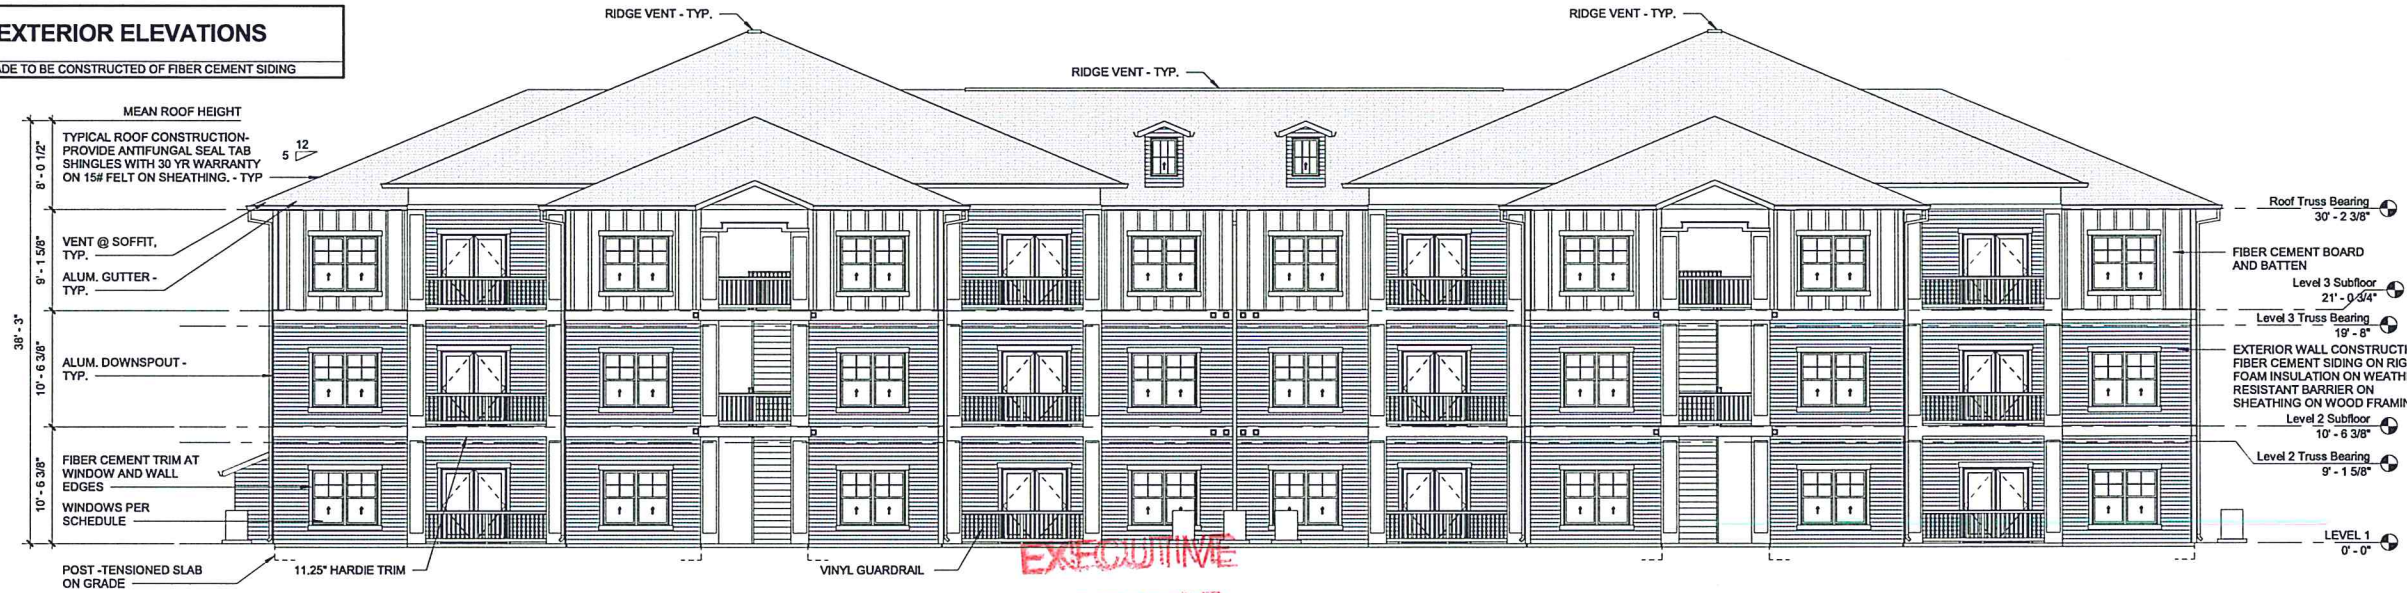 EXTERIOR ELEVATIONS
TO BE CONSTRUCTED OF FIBER CEMENT SIDING
RIDGE VENT - TYP.
RIDGE VENT - TYP.
RIDGE VENT - TYP.
MEAN ROOF HEIGHT
TYPICAL ROOF CONSTRUCTION-
PROVIDE ANTIFUNGAL SEAL TAB
SHINGLES WITH 30 YR WARRANTY
ON 15# FELT ON SHEATHING. - TYP
12
5
VENT @ SOFFIT,
TYP.
ALUM. GUTTER -
TYP.
ALUM. DOWNSPOUT -
TYP.
FIBER CEMENT TRIM AT
WINDOW AND WALL
EDGES
WINDOWS PER
SCHEDULE
POST -TENSIONED SLAB
ON GRADE
11.25" HARDIE TRIM
VINYL GUARDRAIL
38' - 3"
8' - 0 1/2"
9' - 1 5/8"
10' - 6 3/8"
10' - 6 3/8"
Roof Truss Bearing
30' - 2 3/8"
FIBER CEMENT BOARD
AND BATTEN
Level 3 Subfloor
21' - 0 3/4"
Level 3 Truss Bearing
19' - 8"
EXTERIOR WALL
FIBER CEMENT SIDING ON
FOAM INSULATION ON
RESISTANT BARRIER ON
SHEATHING ON WOOD
Level 2 Subfloor
10' - 6 3/8"
Level 2 Truss Bearing
9' - 1 5/8"
LEVEL 1
0' - 0"
EXECUTIVE